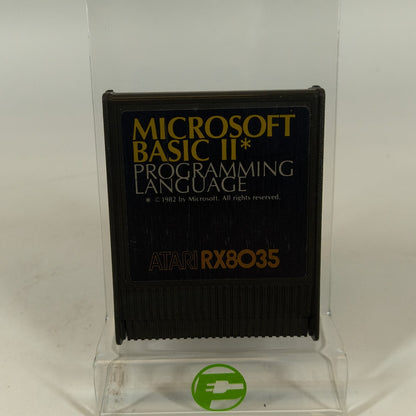 MICROSOFT
BASIC II*
PROGRAMMING
LANGUAGE
* ©1982 by Microsoft. All rights reserved.
ATARI RX8035